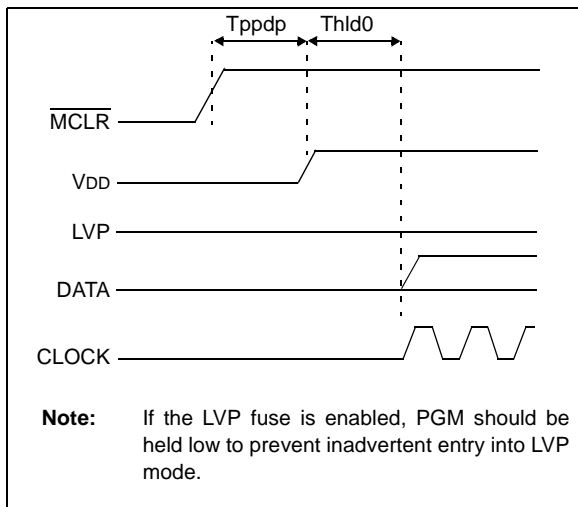 Tppdp Thld0
MCLR
VDD
LVP
DATA
CLOCK
Note: If the LVP fuse is enabled, PGM should be
held low to prevent inadvertent entry into LVP
mode.